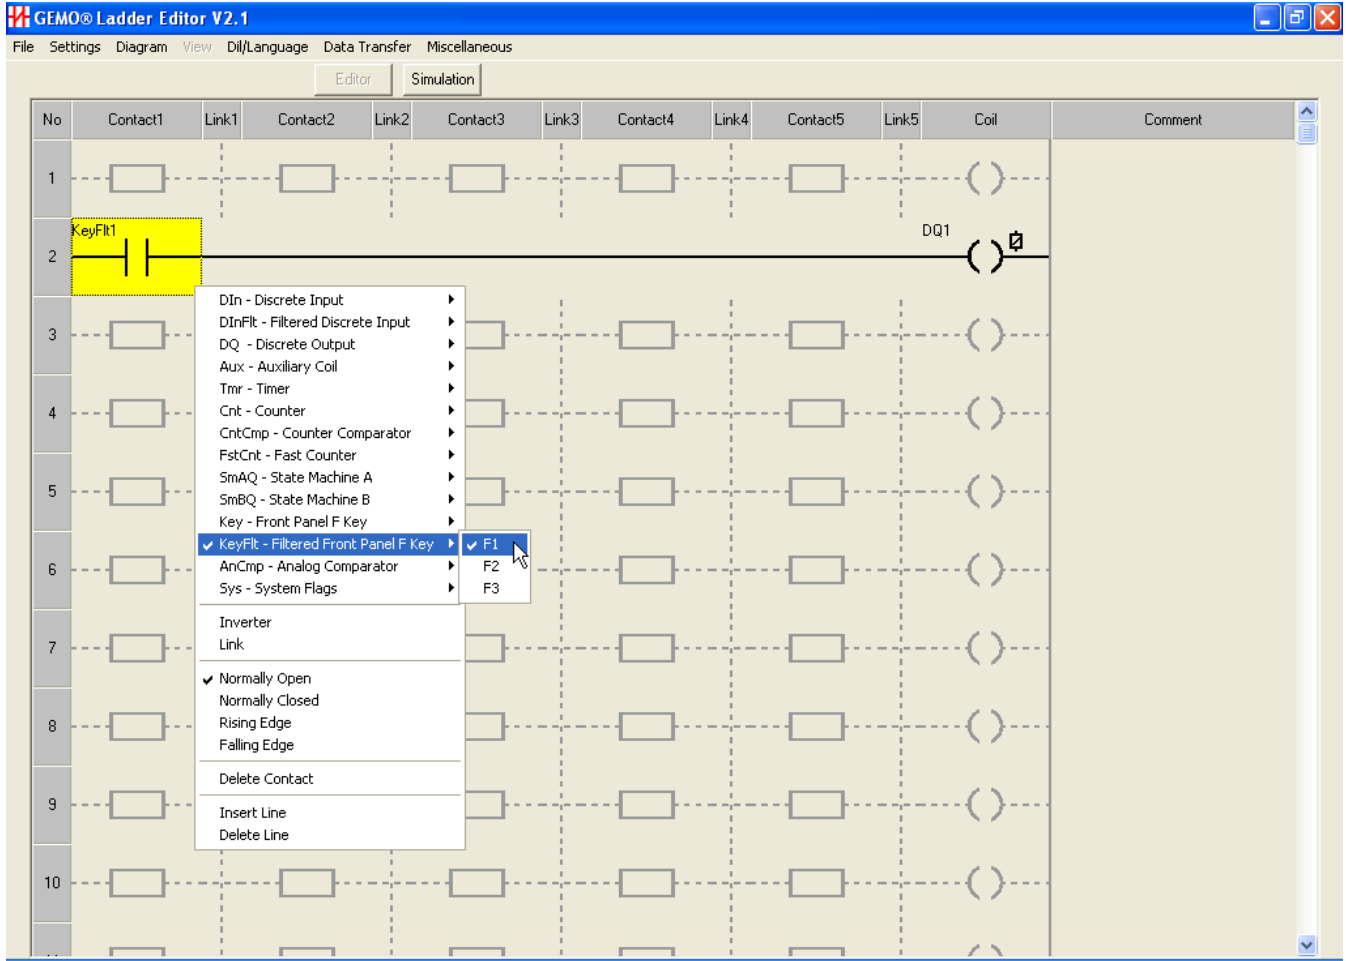 GEMO® Ladder Editor V2.1
File Settings Diagram View Dil/Language Data Transfer Miscellaneous
Editor Simulation
No Contact1 Link1 Contact2 Link2 Contact3 Link3 Contact4 Link4 Contact5 Link5 Coil Comment
1
KeyFlt1 DQ1
2
DIn - Discrete Input
DInFlt - Filtered Discrete Input
3
DQ - Discrete Output
Aux - Auxiliary Coil
Tmr - Timer
4
Cnt - Counter
CntCmp - Counter Comparator
FstCnt - Fast Counter
SmAQ - State Machine A
5
SmBQ - State Machine B
Key - Front Panel F Key
KeyFlt - Filtered Front Panel F Key F1
6
AnCmp - Analog Comparator F2
Sys - System Flags F3
Inverter
7
Link
Normally Open
Normally Closed
8
Rising Edge
Falling Edge
Delete Contact
9
Insert Line
Delete Line
10